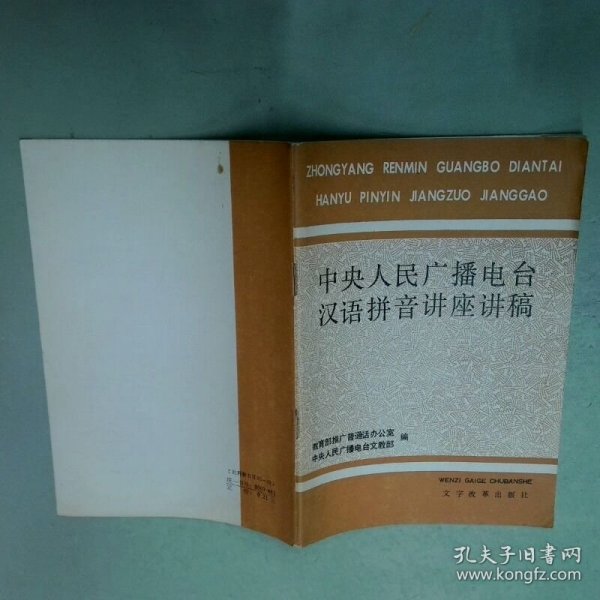 ZHONGYANG RENMIN GUANGBO DIANTAI
HANYU PINYIN JIANGZUO JIANGGAO
中央人民广播电台
汉语拼音讲座讲稿
教育部推广普通话办公室
中央人民广播电台文教部
编
WENZI GAIGE CHUBANSHE
文字改革出版社
孔夫子旧书网
www.kongfz.com